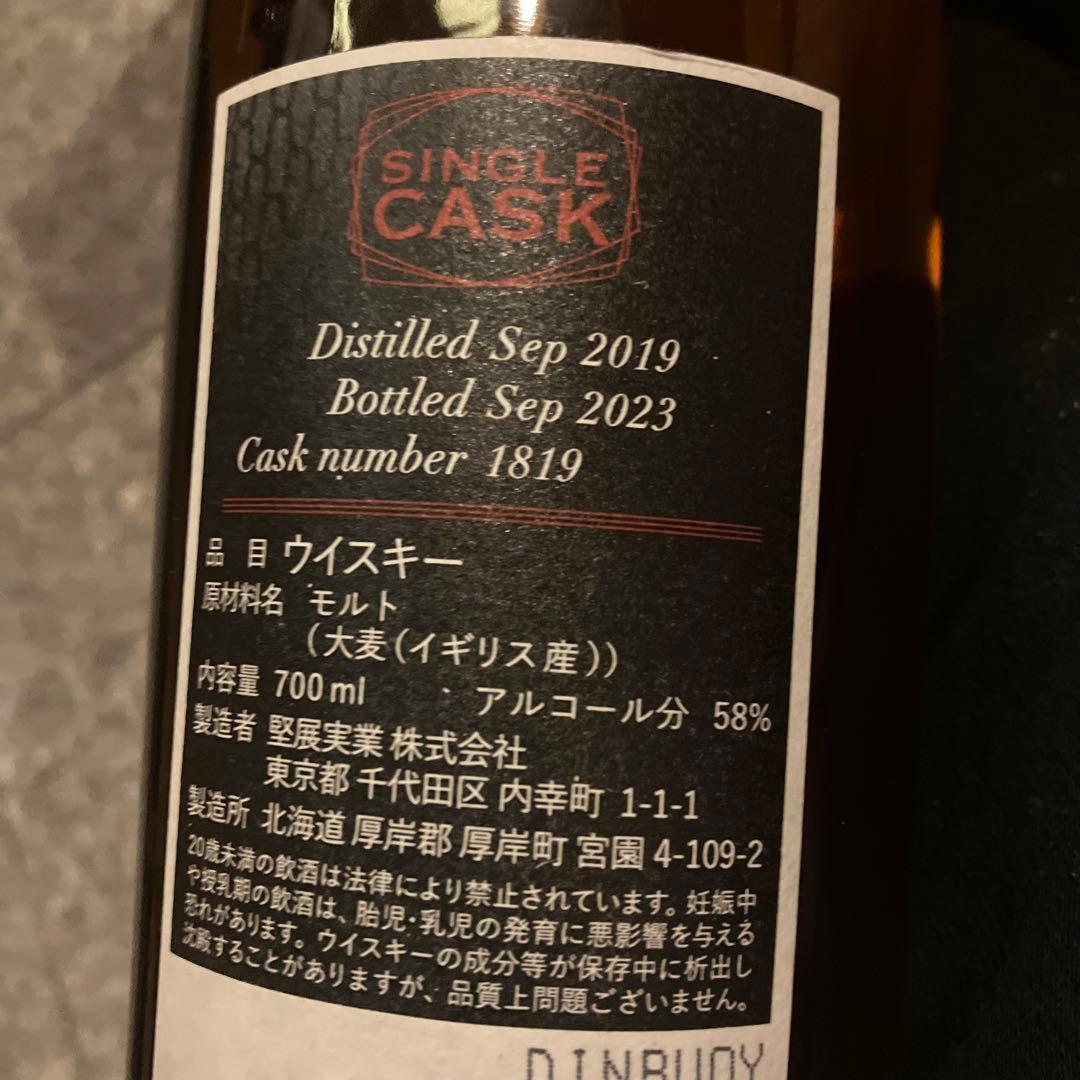 SINGLE
CASK
Distilled Sep 2019
Bottled Sep 2023
Cask number 1819
品 目 ウイスキー
原材料名 モルト
(大麦(イギリス産))
内容量 700 ml アルコール分 58%
製造者 堅展実業 株式会社
東京都 千代田区 内幸町 1-1-1
製造所 北海道 厚岸郡 厚岸町 宮園 4-109-2
20歳未満の飲酒は法律により禁止されています。妊娠中
や授乳期の飲酒は、胎児・乳児の発育に悪影響を与える
恐れがあります。ウイスキーの成分等が保存中に析出し
沈殿することがありますが、品質上問題ございません。